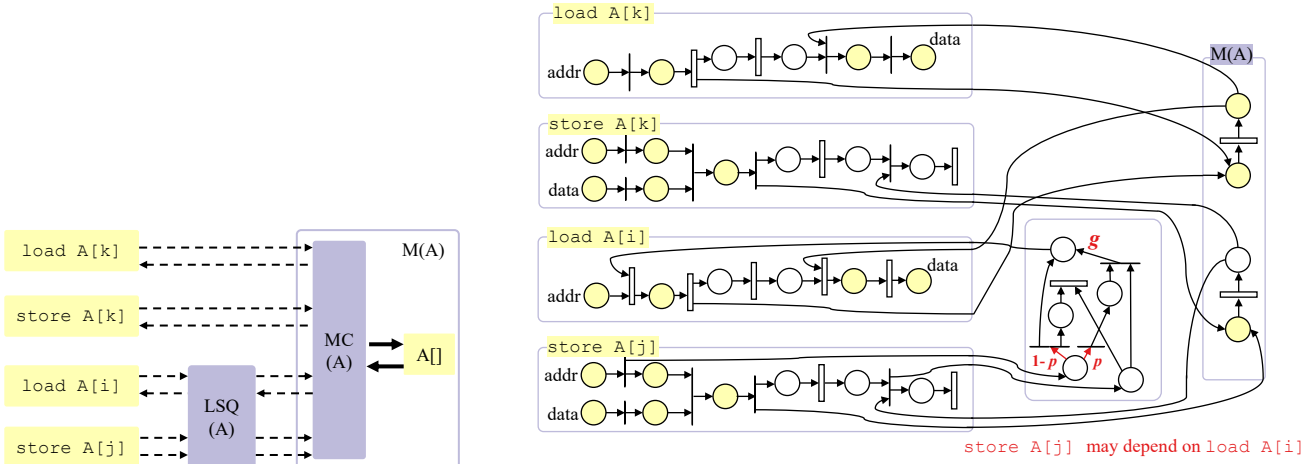 load A[k]
store A[k]
load A[i]
store A[j]
LSQ
(A)
MC
(A)
M(A)
A[]
load A[k]
addr
data
store A[k]
addr
data
load A[i]
addr
data
store A[j]
addr
data
M(A)
g
1- p
p
store A[j] may depend on load A[i]